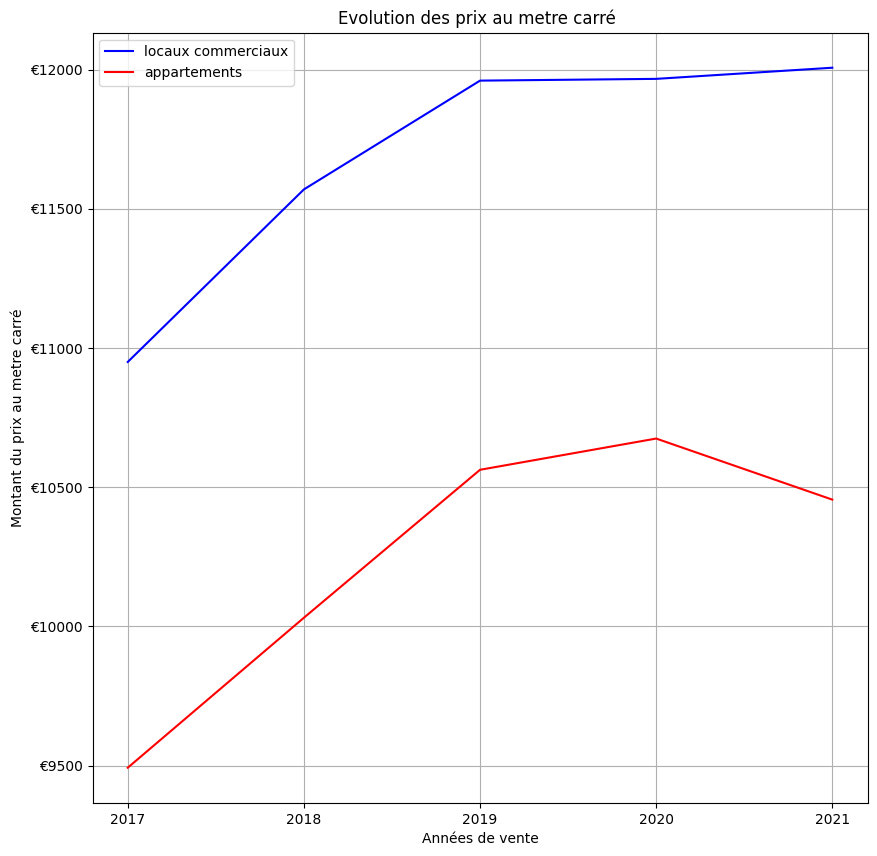 Evolution des prix au metre carré
locaux commerciaux
appartements
€12000
€11500
€11000
€10500
€10000
€9500
Montant du prix au metre carré
2017 2018 2019 2020 2021
Années de vente